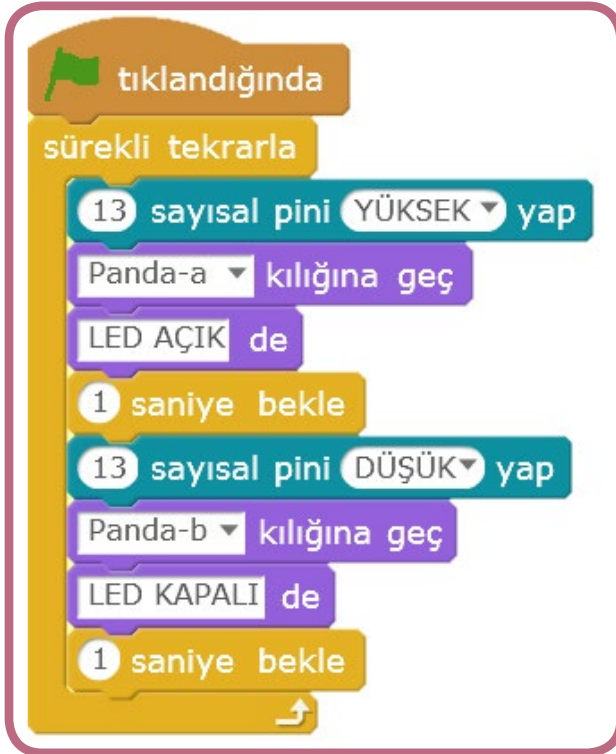 tıklandığında
sürekli tekrarla
13 sayısal pini YÜKSEK yap
Panda-a kılığına geç
LED AÇIK de
1 saniye bekle
13 sayısal pini DÜŞÜK yap
Panda-b kılığına geç
LED KAPALI de
1 saniye bekle